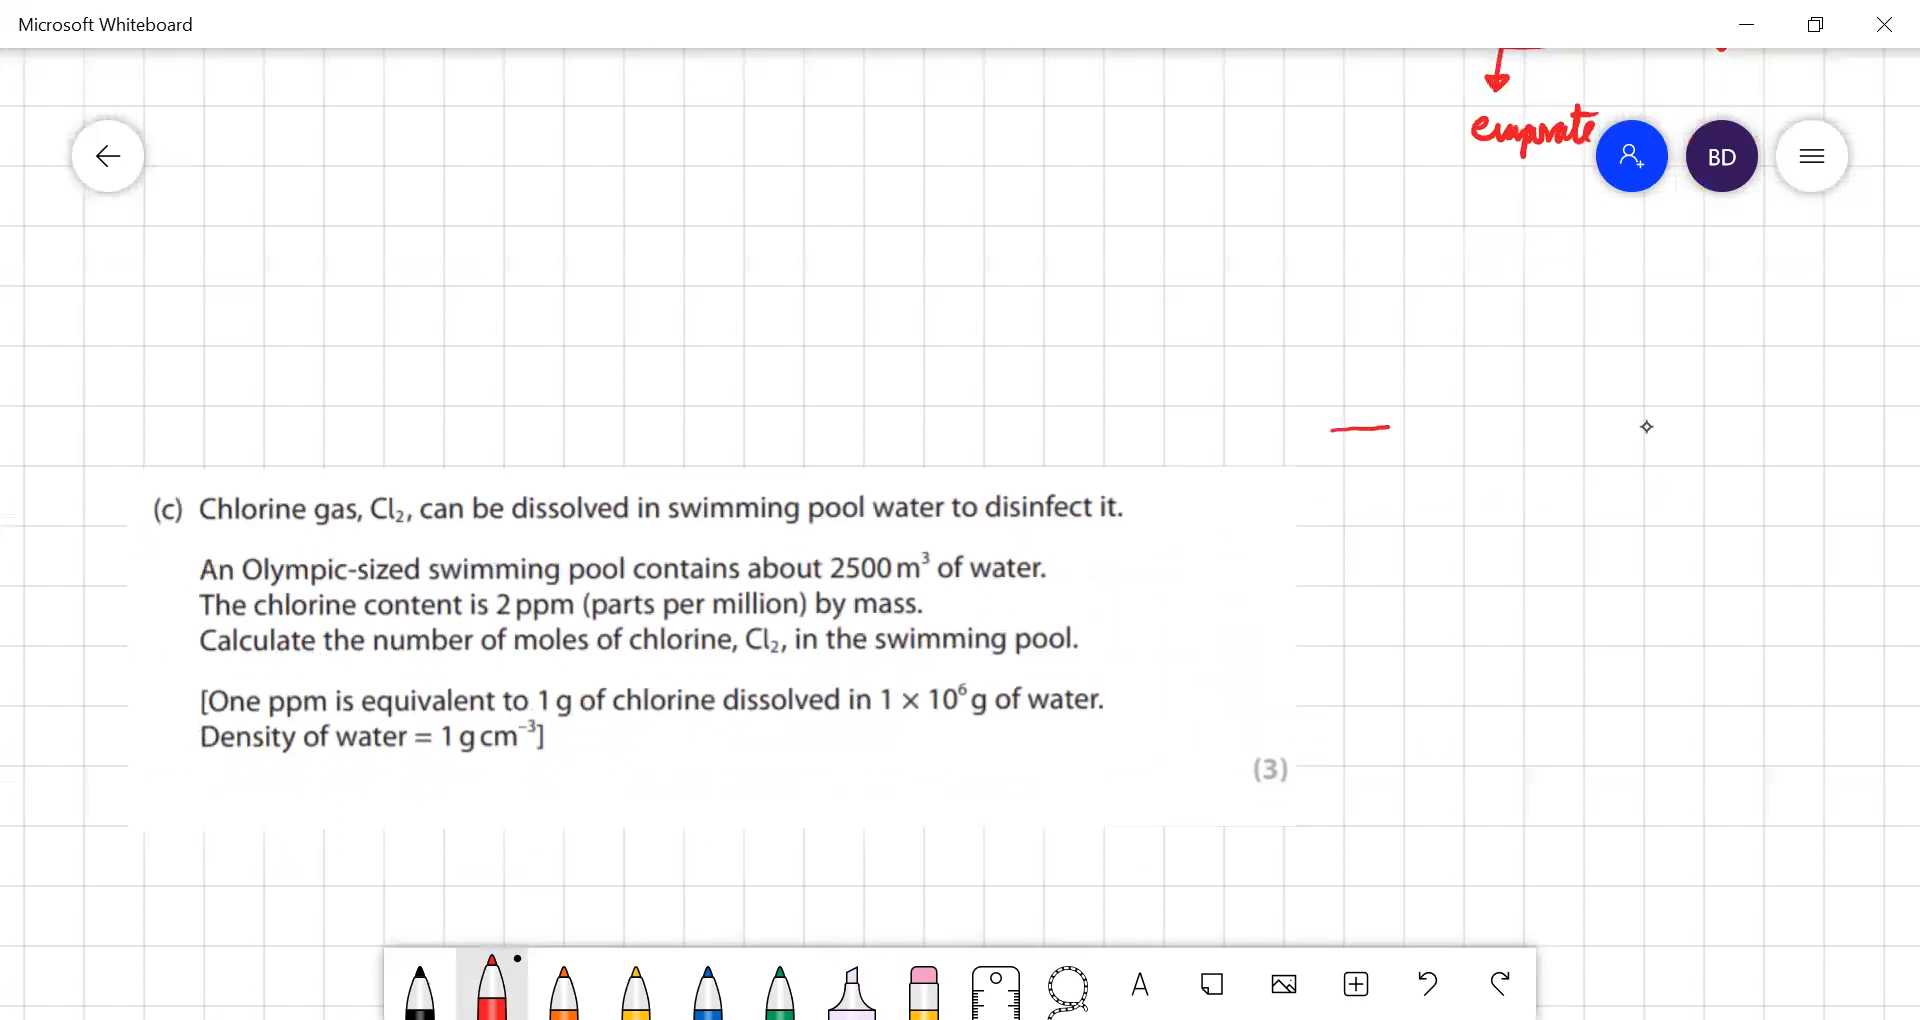 Microsoft Whiteboard
evaporate
BD
(c) Chlorine gas, Cl₂, can be dissolved in swimming pool water to disinfect it.
An Olympic-sized swimming pool contains about 2500 m³ of water.
The chlorine content is 2 ppm (parts per million) by mass.
Calculate the number of moles of chlorine, Cl₂, in the swimming pool.
[One ppm is equivalent to 1 g of chlorine dissolved in 1 × 10⁶ g of water.
Density of water = 1 g cm⁻³]
(3)
A